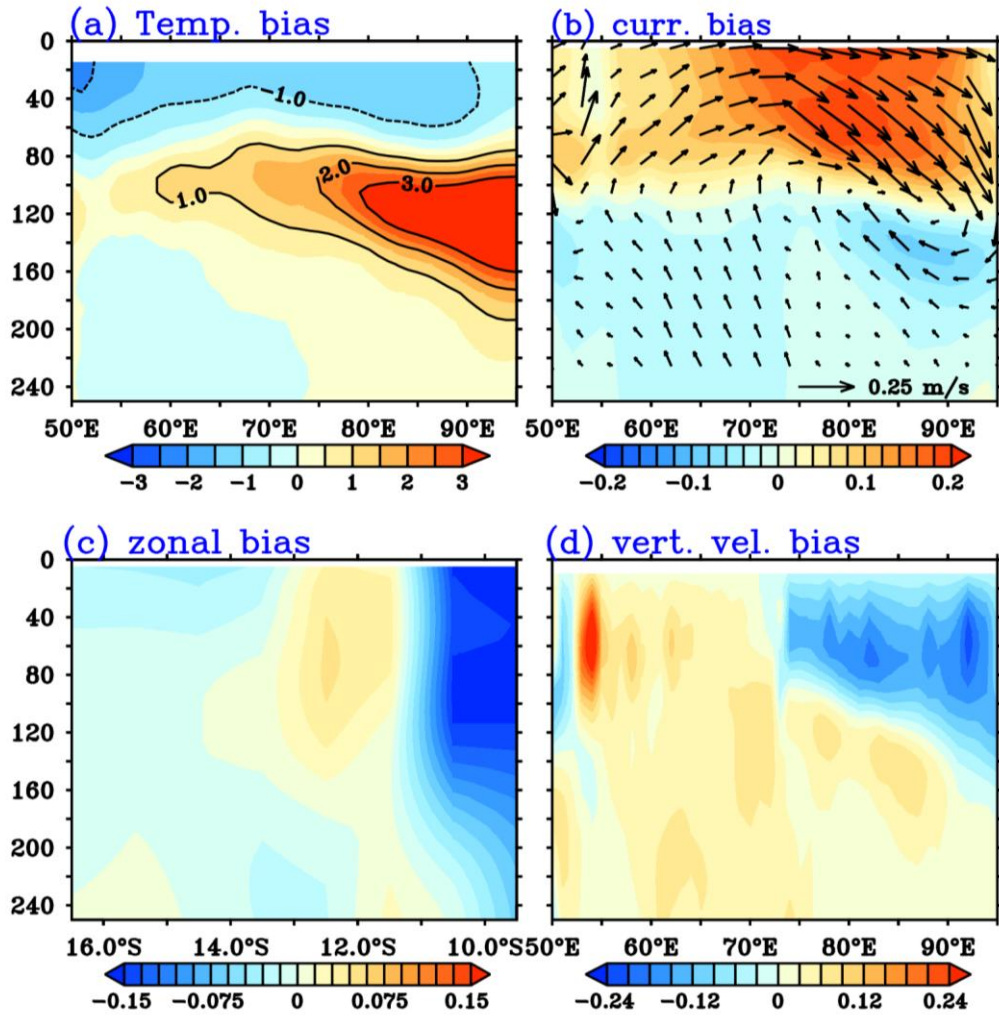 (a) Temp. bias
(b) curr. bias
0
40
80
120
160
200
240
1.0
1.0
2.0
3.0
0.25 m/s
50°E 60°E 70°E 80°E 50°E 60°E 70°E 80°E 90°E
-3 -2 -1 0 1 2 3
-0.2 -0.1 0 0.1 0.2
(c) zonal bias
(d) vert. vel. bias
0
40
80
120
160
200
240
16.0°S 14.0°S 12.0°S 10.0°S 50E 60°E 70°E 80°E 90°E
-0.15 -0.075 0 0.075 0.15
-0.24 -0.12 0 0.12 0.24